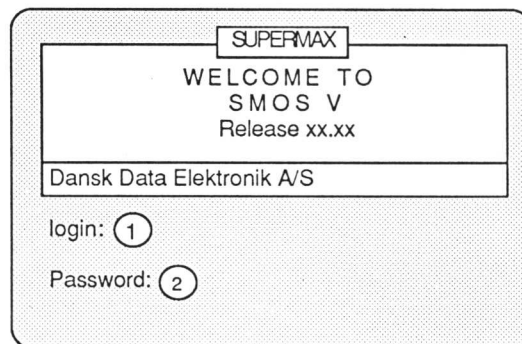 SUPERMAX
WELCOME TO
SMOS V
Release xx.xx
Dansk Data Elektronik A/S
login: 1
Password: 2